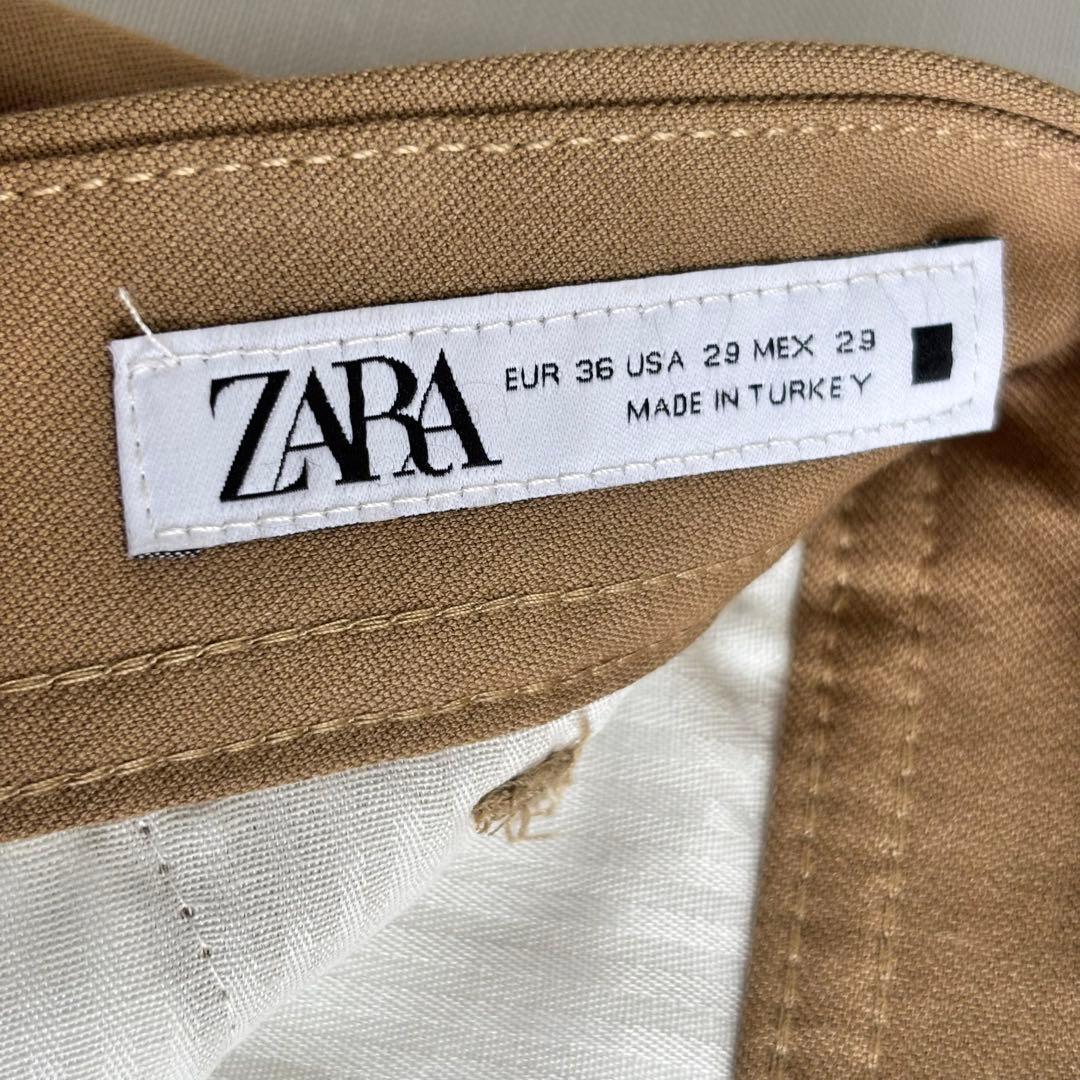 ZARA
EUR 36 USA 29 MEX 29
MADE IN TURKEY